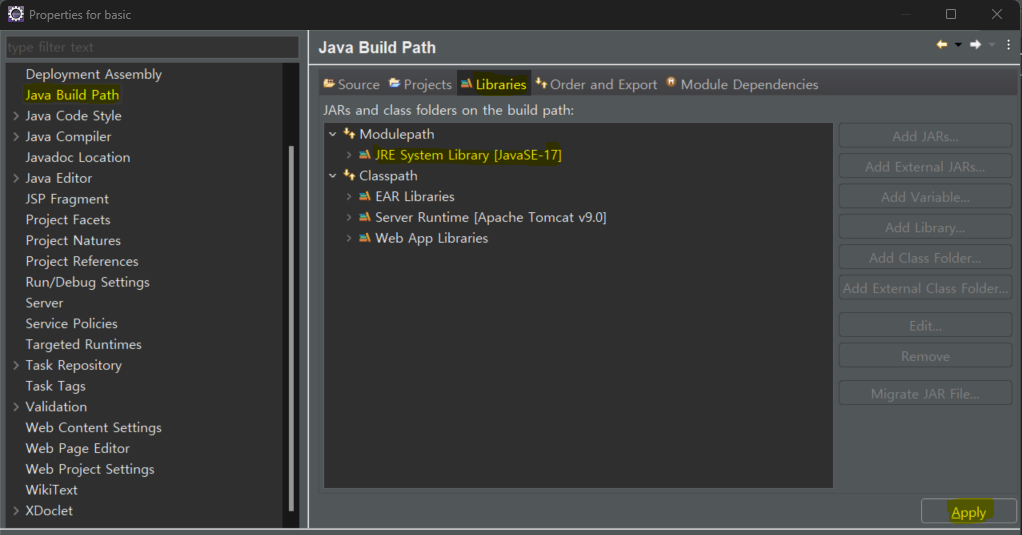 Properties for basic
type filter text
Deployment Assembly
Java Build Path
Java Code Style
Java Compiler
Javadoc Location
Java Editor
JSP Fragment
Project Facets
Project Natures
Project References
Run/Debug Settings
Server
Service Policies
Targeted Runtimes
Task Repository
Task Tags
Validation
Web Content Settings
Web Page Editor
Web Project Settings
WikiText
XDoclet
Java Build Path
Source Projects Libraries Order and Export Module Dependencies
JARs and class folders on the build path:
Modulepath
JRE System Library [JavaSE-17]
Classpath
EAR Libraries
Server Runtime [Apache Tomcat v9.0]
Web App Libraries
Add JARs...
Add External JARs...
Add Variable...
Add Library...
Add Class Folder...
Add External Class Folder...
Edit...
Remove
Migrate JAR File...
Apply